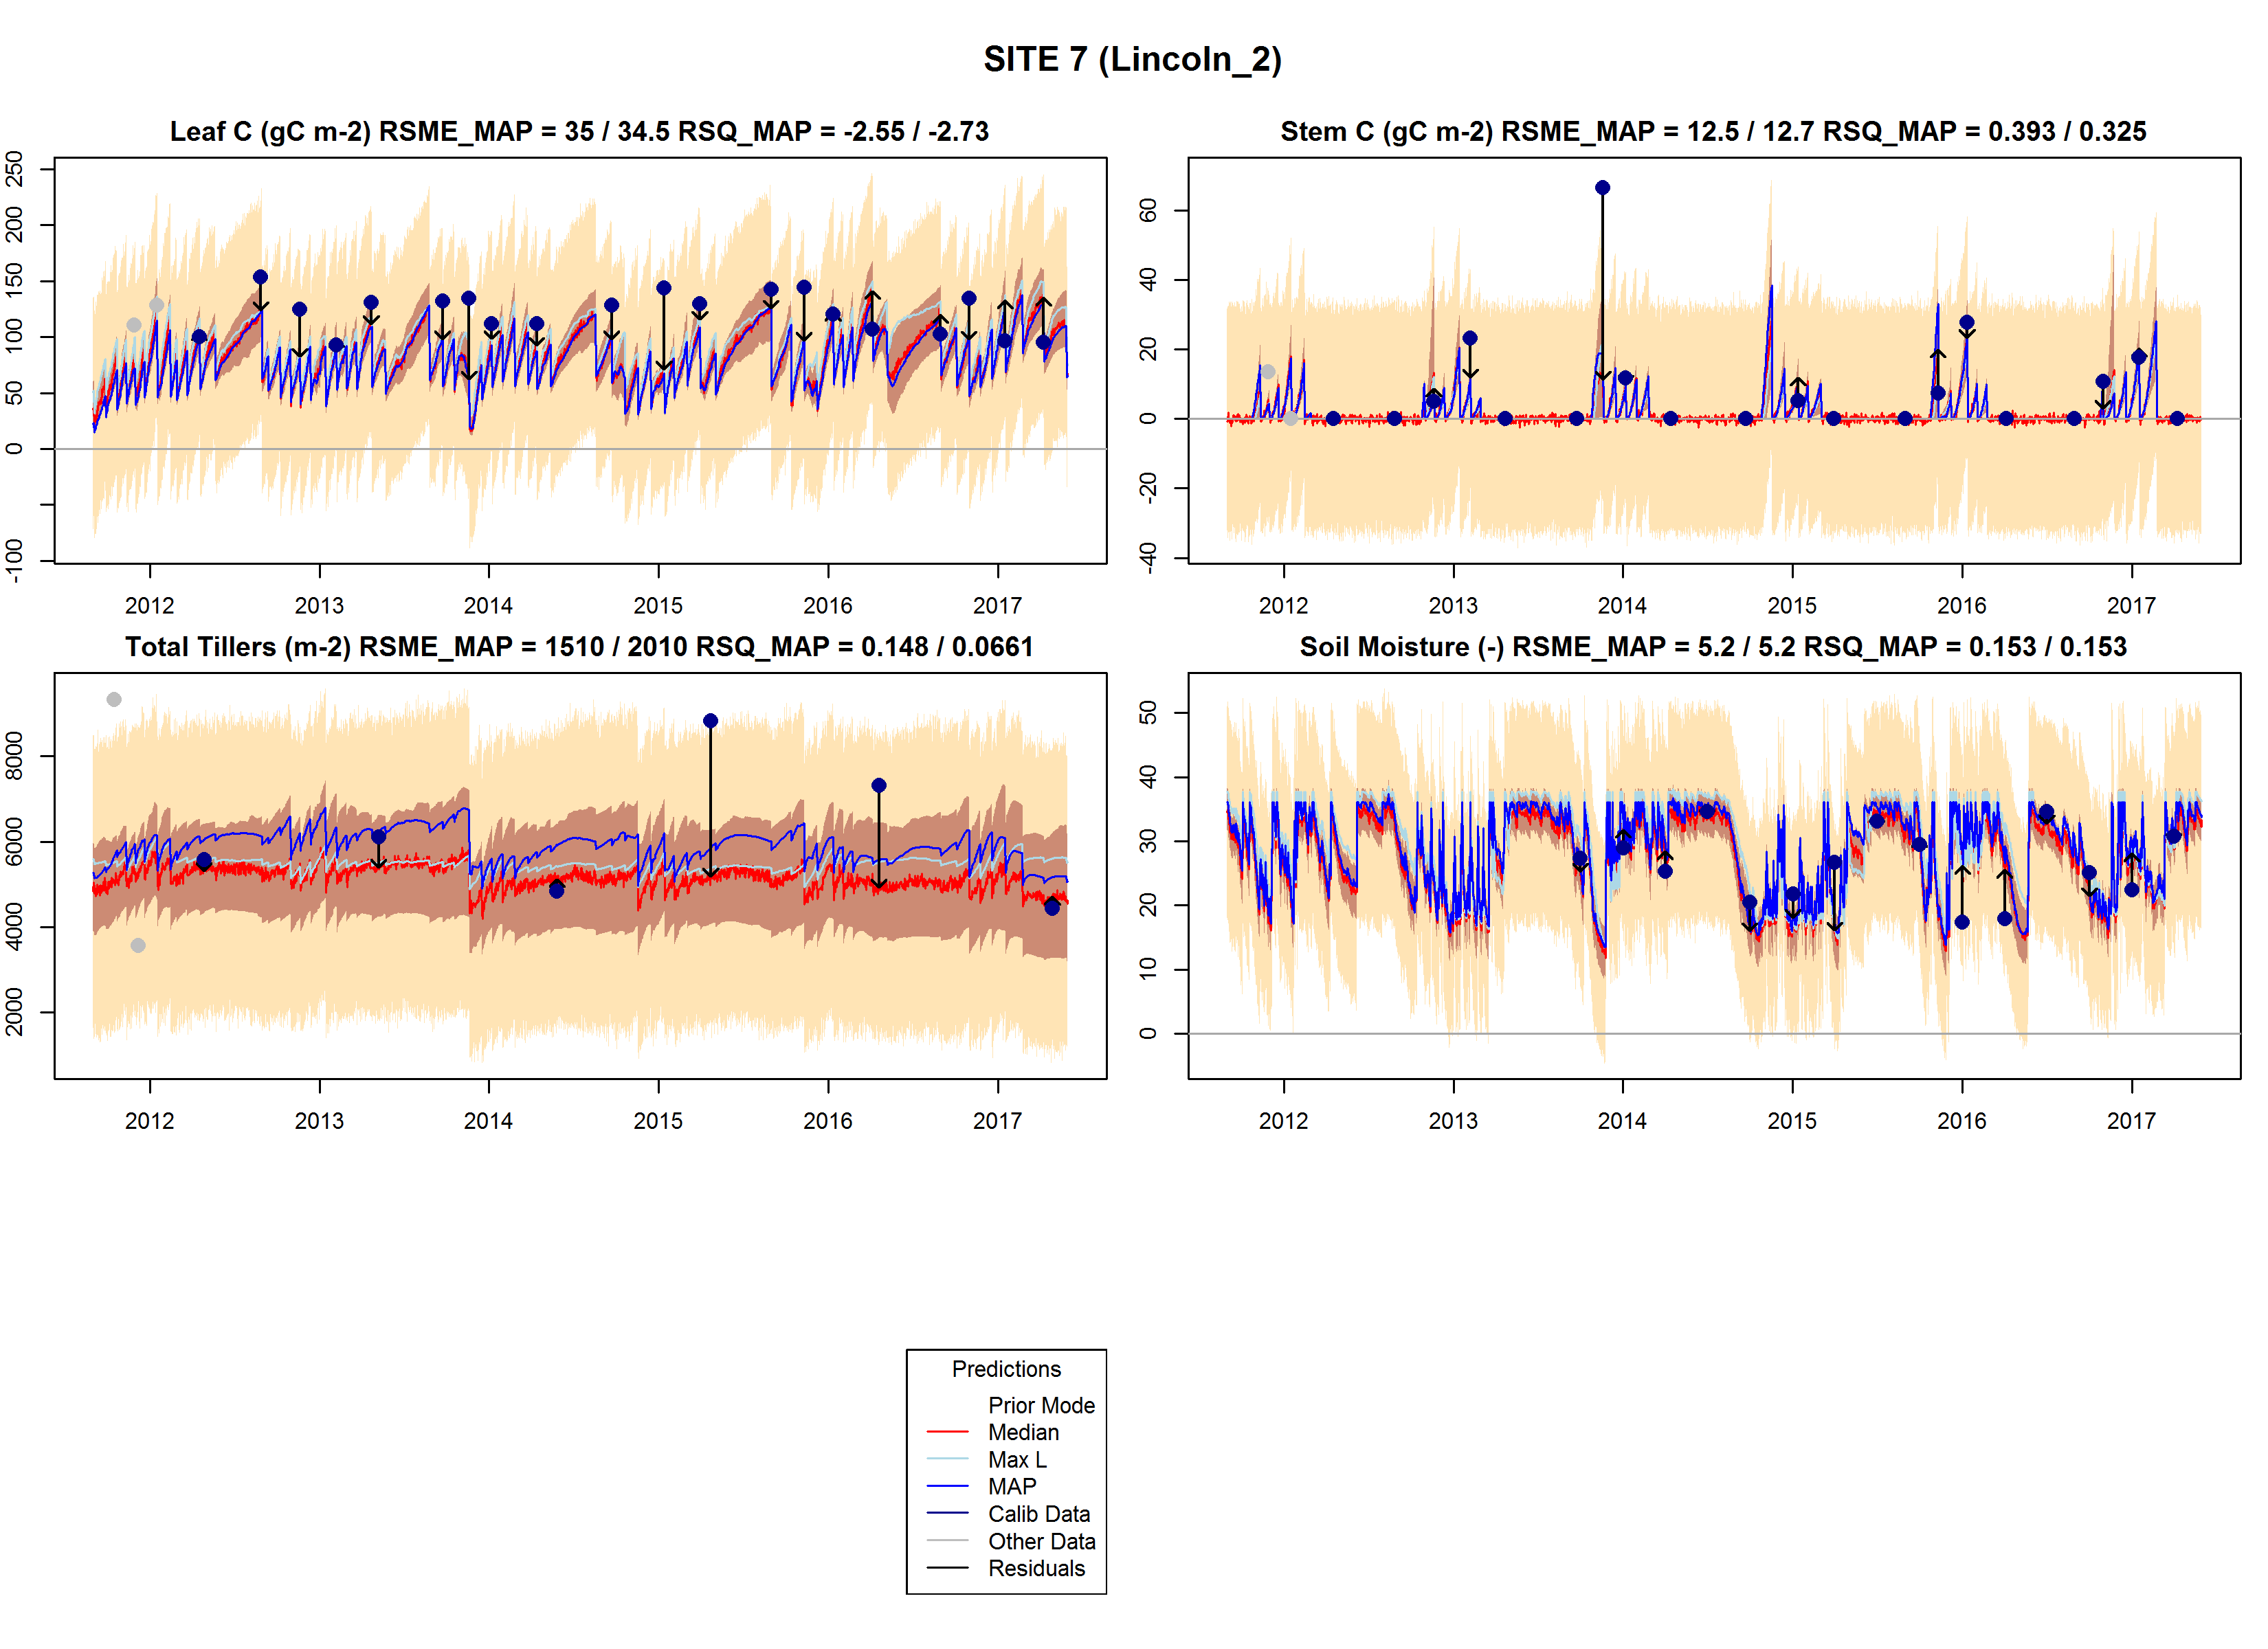 SITE 7 (Lincoln_2)
Leaf C (gC m-2) RSME_MAP = 35 / 34.5 RSQ_MAP = -2.55 / -2.73
250
200
150
100
50
0
-100
2012 2013 2014 2015 2016 2017
Stem C (gC m-2) RSME_MAP = 12.5 / 12.7 RSQ_MAP = 0.393 / 0.325
60
40
20
0
-20
-40
2012 2013 2014 2015 2016 2017
Total Tillers (m-2) RSME_MAP = 1510 / 2010 RSQ_MAP = 0.148 / 0.0661
8000
6000
4000
2000
2012 2013 2014 2015 2016 2017
Soil Moisture (-) RSME_MAP = 5.2 / 5.2 RSQ_MAP = 0.153 / 0.153
50
40
30
20
10
0
2012 2013 2014 2015 2016 2017
Predictions
Prior Mode
Median
Max L
MAP
Calib Data
Other Data
Residuals